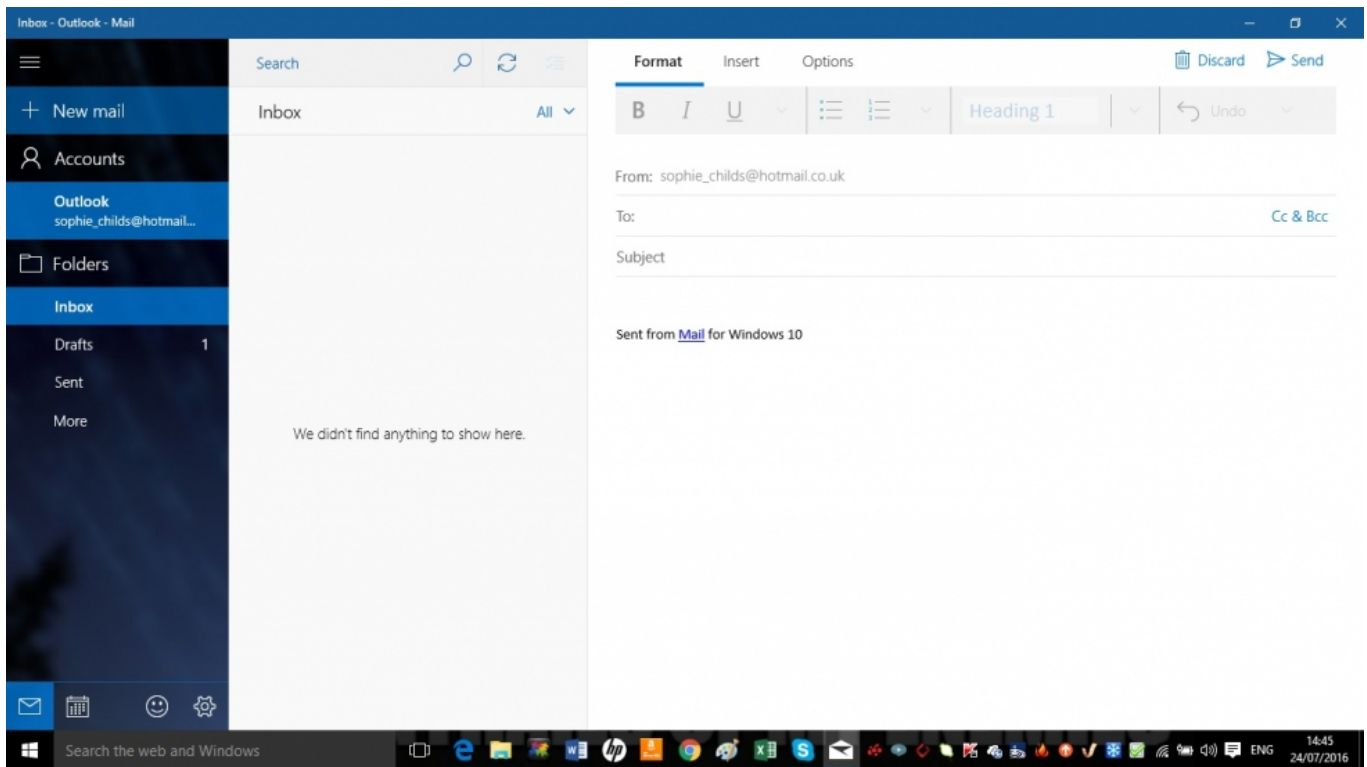 Inbox - Outlook - Mail
Search
Format Insert Options
Discard Send
New mail
Inbox
All
B I U
Heading 1
Undo
Accounts
From: sophie_childs@hotmail.co.uk
Outlook
sophie_childs@hotmail...
To:
Cc & Bcc
Folders
Subject
Inbox
Sent from Mail for Windows 10
Drafts 1
Sent
More
We didn't find anything to show here.
Search the web and Windows
ENG
14:45
24/07/2016